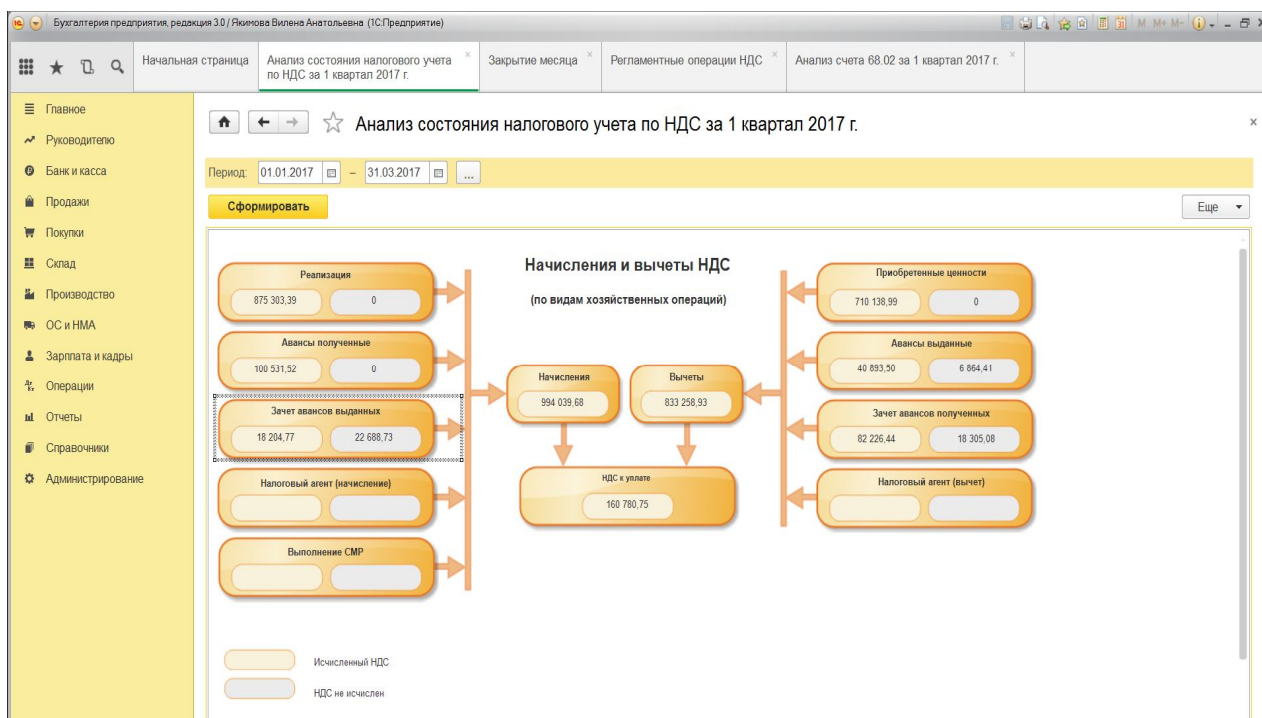 Бухгалтерия предприятия, редакция 3.0 / Якимова Вилена Анатольевна (1С:Предприятие)
M M+ M-
Начальная страница
Анализ состояния налогового учета
по НДС за 1 квартал 2017 г.
Закрытие месяца
Регламентные операции НДС
Анализ счета 68.02 за 1 квартал 2017 г.
Главное
Руководителю
Банк и касса
Продажи
Покупки
Склад
Производство
ОС и НМА
Зарплата и кадры
Операции
Отчеты
Справочники
Администрирование
Анализ состояния налогового учета по НДС за 1 квартал 2017 г.
Период: 01.01.2017 – 31.03.2017 ...
Сформировать
Еще
Начисления и вычеты НДС
(по видам хозяйственных операций)
Реализация
875 303,39 0
Авансы полученные
100 531,52 0
Зачет авансов выданных
18 204,77 22 688,73
Налоговый агент (начисление)
Выполнение СМР
Начисления
994 039,68
Вычеты
833 258,93
НДС к уплате
160 780,75
Приобретенные ценности
710 138,99 0
Авансы выданные
40 893,50 6 864,41
Зачет авансов полученных
82 226,44 18 305,08
Налоговый агент (вычет)
Исчисленный НДС
НДС не исчислен